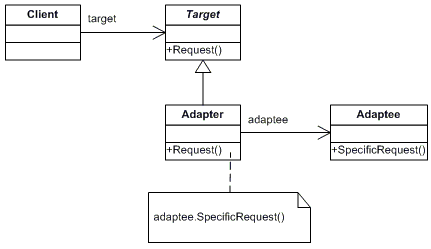 Client
target
Target
+Request()
Adapter
adaptee
Adaptee
+Request()
+SpecificRequest()
adaptee.SpecificRequest()